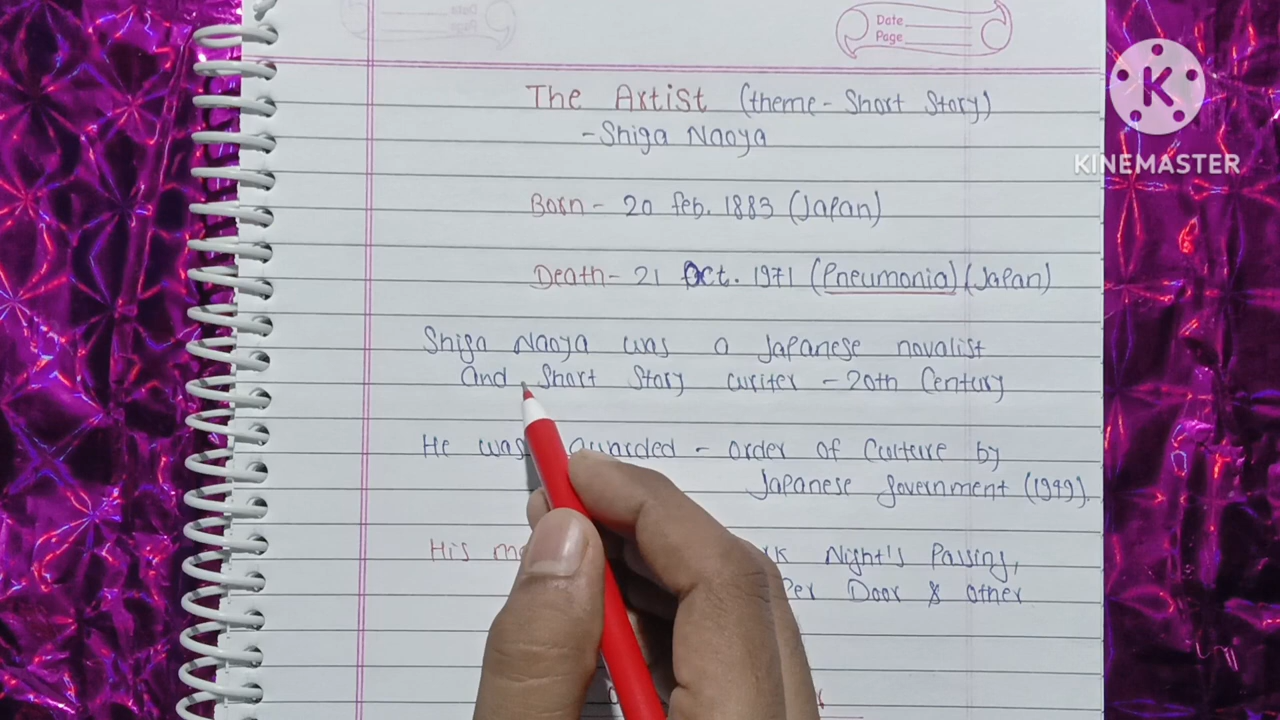 Date
Page
The Artist (theme - Short Story)
- Shiga Naoya
Born - 20 feb. 1883 (Japan)
Death - 21 Oct. 1971 (Pneumonia) (Japan)
Shiga Naoya was a Japanese novalist
and Short Story writer - 20th Century
He was awarded - order of Culture by
Japanese government (1949).
His Night's Passing,
Door & other
K
KINEMASTER